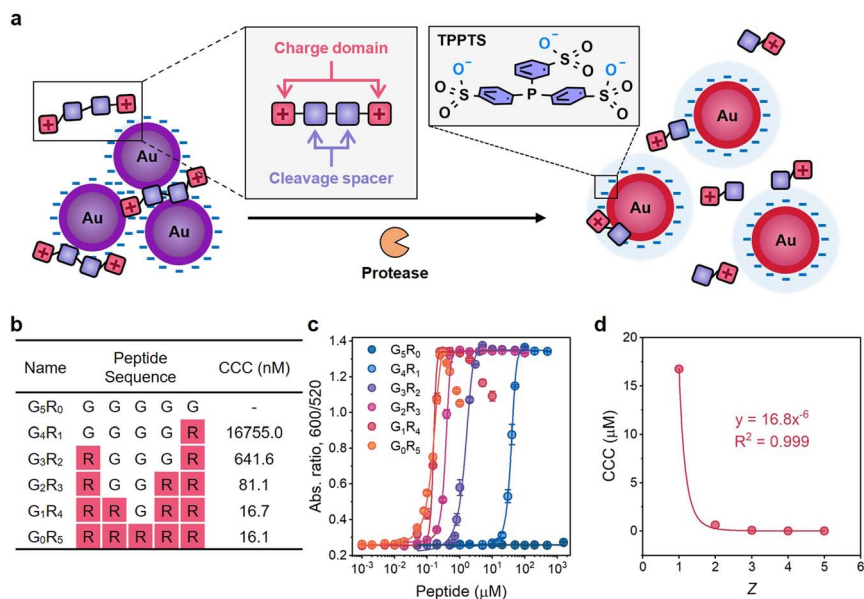 a
Charge domain
+ +
Cleavage spacer
TPPTS
O⁻
O⁻ O⁻
O S O
O S O P O S O
Au
Au Au
Protease
Au
Au Au
b
Name Peptide Sequence CCC (nM)
G₅R₀ G G G G G -
G₄R₁ G G G G R 16755.0
G₃R₂ R G G G R 641.6
G₂R₃ R G G R R 81.1
G₁R₄ R R G R R 16.7
G₀R₅ R R R R R 16.1
c
Abs. ratio, 600/520
1.4
1.2
1.0
0.8
0.6
0.4
0.2
G₅R₀
G₄R₁
G₃R₂
G₂R₃
G₁R₄
G₀R₅
10⁻³ 10⁻² 10⁻¹ 10⁰ 10¹ 10² 10³
Peptide (μM)
d
CCC (μM)
20
15
10
5
0
y = 16.8x⁻⁶
R² = 0.999
0 1 2 3 4 5 6
Z